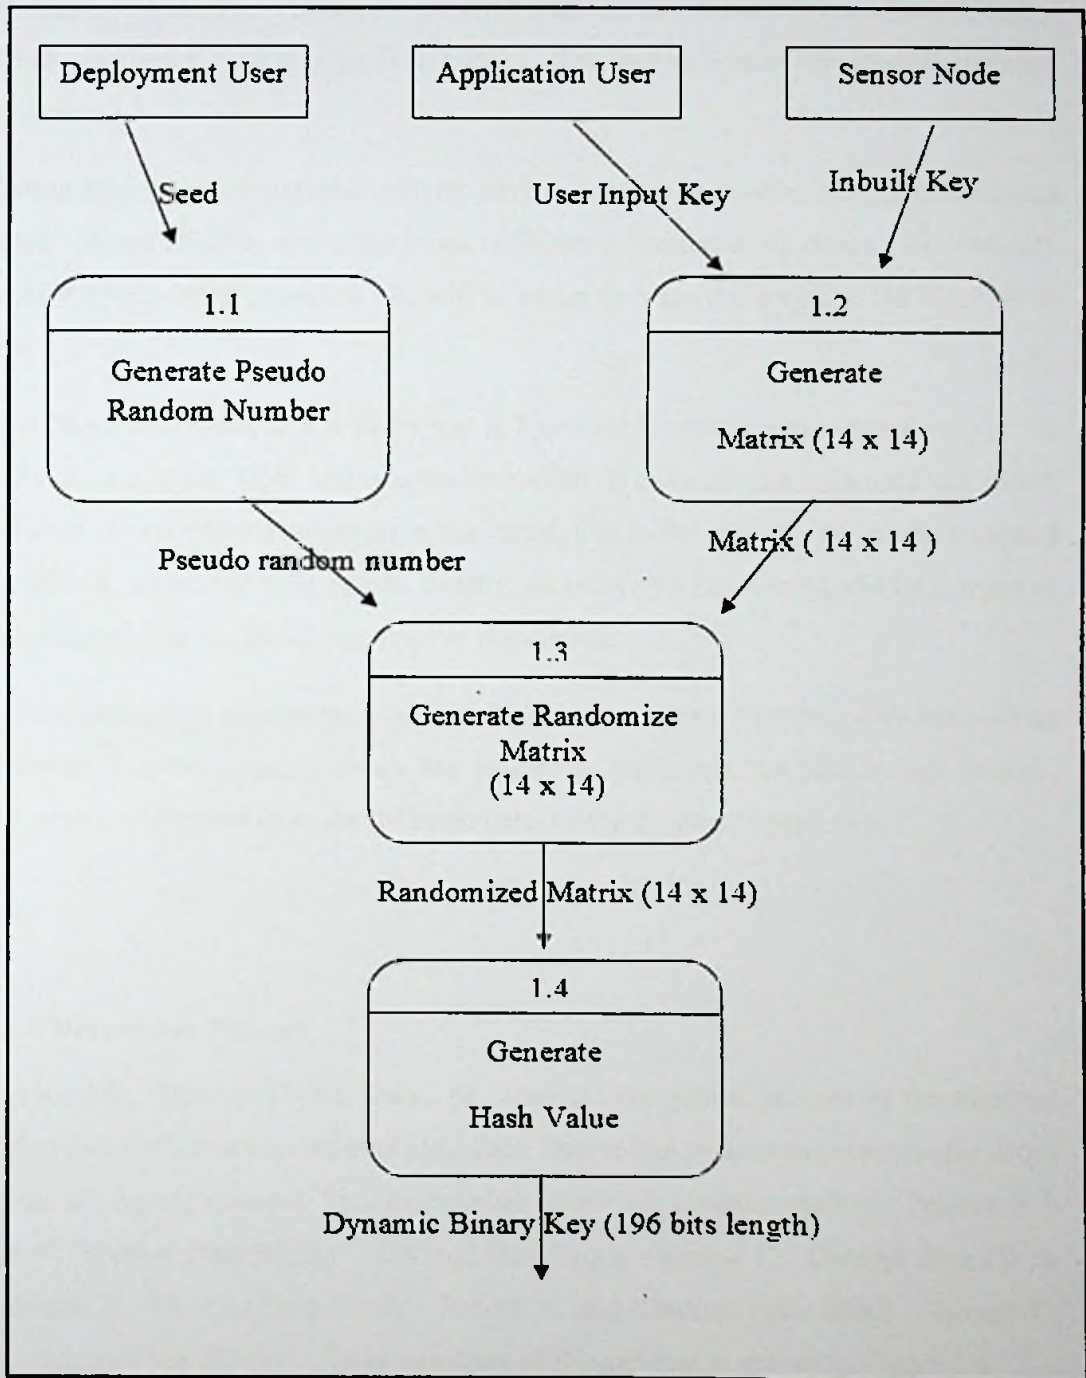 Deployment User
Application User
Sensor Node
Seed
User Input Key
Inbuilt Key
1.1
Generate Pseudo
Random Number
1.2
Generate
Matrix (14 x 14)
Pseudo random number
Matrix ( 14 x 14 )
1.3
Generate Randomize
Matrix
(14 x 14)
Randomized Matrix (14 x 14)
1.4
Generate
Hash Value
Dynamic Binary Key (196 bits length)